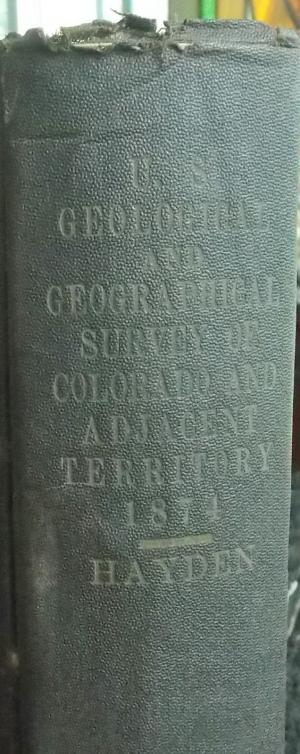 U. S.
GEOLOGICAL
AND
GEOGRAPHICAL
SURVEY OF
COLORADO AND
ADJACENT
TERRITORY
1874
HAYDEN